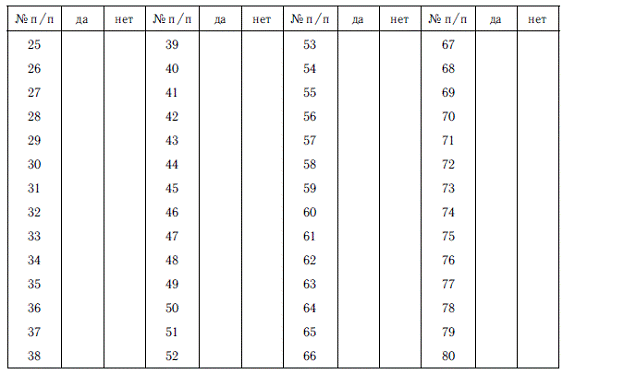 № п/п да нет № п/п да нет № п/п да нет № п/п да нет
25 39 53 67
26 40 54 68
27 41 55 69
28 42 56 70
29 43 57 71
30 44 58 72
31 45 59 73
32 46 60 74
33 47 61 75
34 48 62 76
35 49 63 77
36 50 64 78
37 51 65 79
38 52 66 80